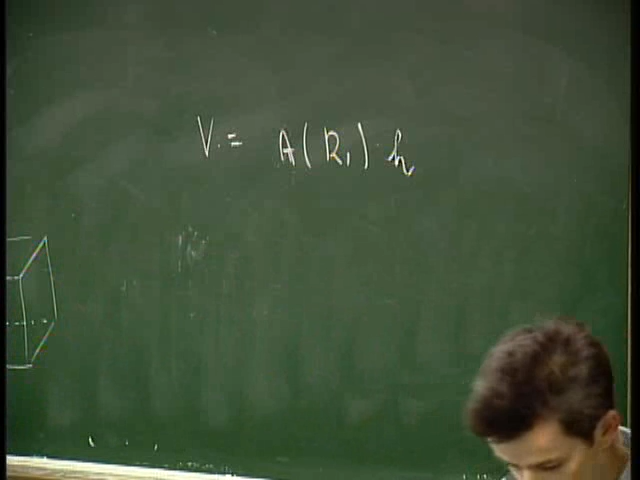 V = A(R₁) · h